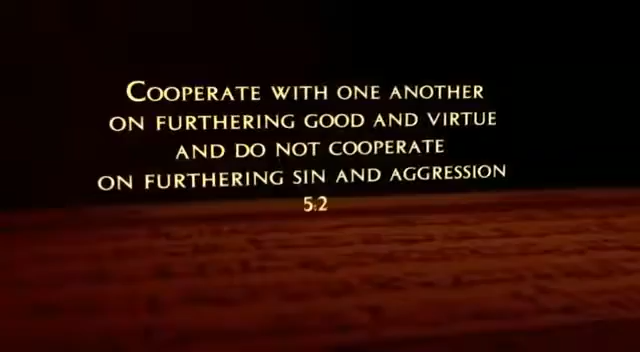 Cooperate with one another
on furthering good and virtue
and do not cooperate
on furthering sin and aggression
5:2